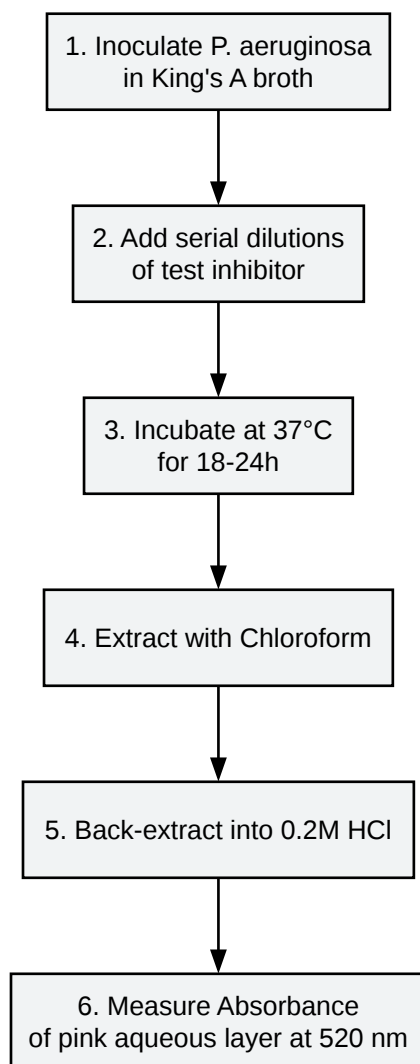 1. Inoculate P. aeruginosa
in King's A broth
2. Add serial dilutions
of test inhibitor
3. Incubate at 37°C
for 18-24h
4. Extract with Chloroform
5. Back-extract into 0.2M HCl
6. Measure Absorbance
of pink aqueous layer at 520 nm